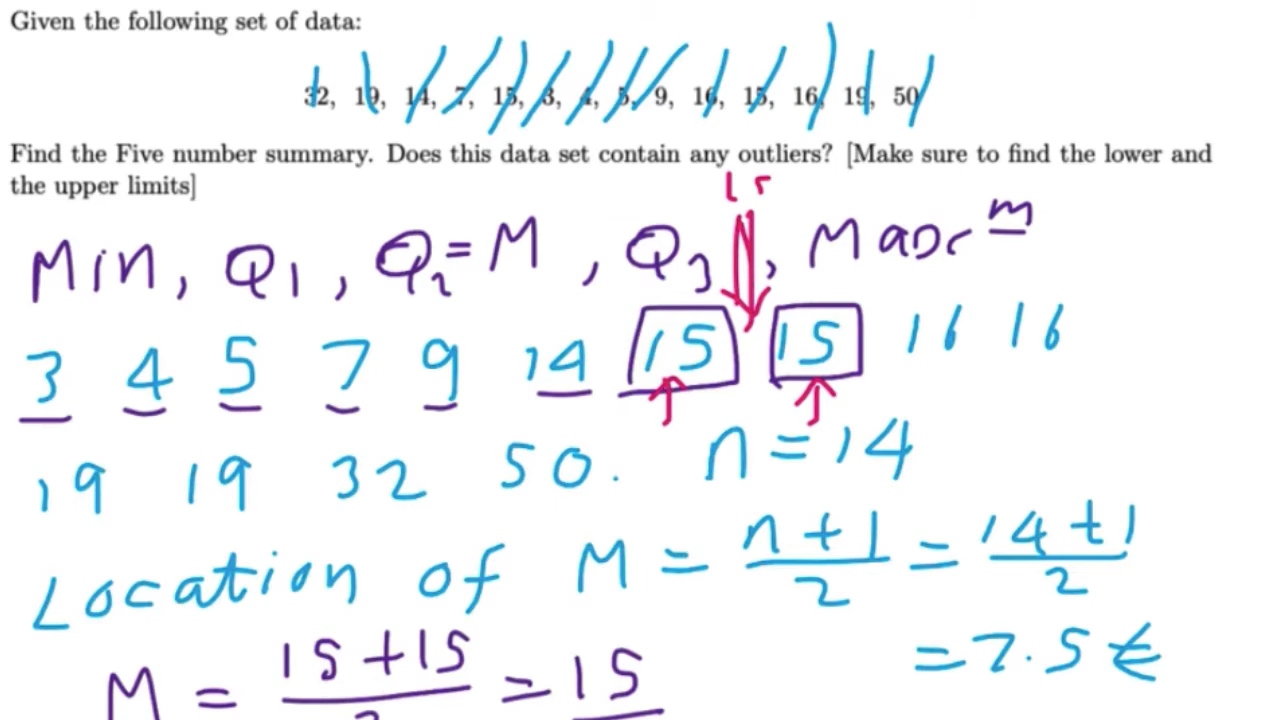 Given the following set of data:
32, 19, 14, 7, 15, 3, 4, 5, 9, 16, 15, 16, 19, 50
Find the Five number summary. Does this data set contain any outliers? [Make sure to find the lower and
the upper limits]
15
Min, Q1, Q2=M, Q3, Maxm
3 4 5 7 9 14 15 15 16 16
19 19 32 50. n=14
Location of M = n+1/2 = 14+1/2
=7.5
M = 15+15/2 = 15